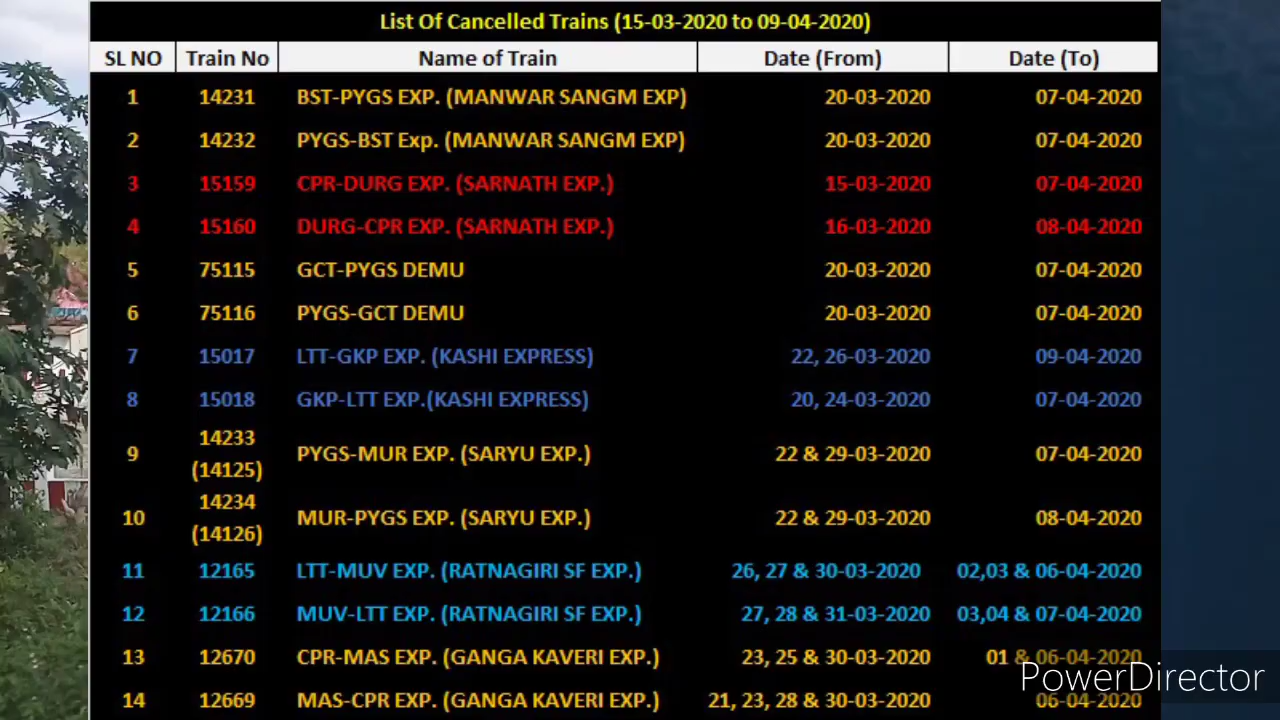 List Of Cancelled Trains (15-03-2020 to 09-04-2020)
SL NO Train No Name of Train Date (From) Date (To)
1 14231 BST-PYGS EXP. (MANWAR SANGM EXP) 20-03-2020 07-04-2020
2 14232 PYGS-BST Exp. (MANWAR SANGM EXP) 20-03-2020 07-04-2020
3 15159 CPR-DURG EXP. (SARNATH EXP.) 15-03-2020 07-04-2020
4 15160 DURG-CPR EXP. (SARNATH EXP.) 16-03-2020 08-04-2020
5 75115 GCT-PYGS DEMU 20-03-2020 07-04-2020
6 75116 PYGS-GCT DEMU 20-03-2020 07-04-2020
7 15017 LTT-GKP EXP. (KASHI EXPRESS) 22, 26-03-2020 09-04-2020
8 15018 GKP-LTT EXP.(KASHI EXPRESS) 20, 24-03-2020 07-04-2020
9 14233 (14125) PYGS-MUR EXP. (SARYU EXP.) 22 & 29-03-2020 07-04-2020
10 14234 (14126) MUR-PYGS EXP. (SARYU EXP.) 22 & 29-03-2020 08-04-2020
11 12165 LTT-MUV EXP. (RATNAGIRI SF EXP.) 26, 27 & 30-03-2020 02,03 & 06-04-2020
12 12166 MUV-LTT EXP. (RATNAGIRI SF EXP.) 27, 28 & 31-03-2020 03,04 & 07-04-2020
13 12670 CPR-MAS EXP. (GANGA KAVERI EXP.) 23, 25 & 30-03-2020 01 & 06-04-2020
14 12669 MAS-CPR EXP. (GANGA KAVERI EXP.) 21, 23, 28 & 30-03-2020 06-04-2020
PowerDirector